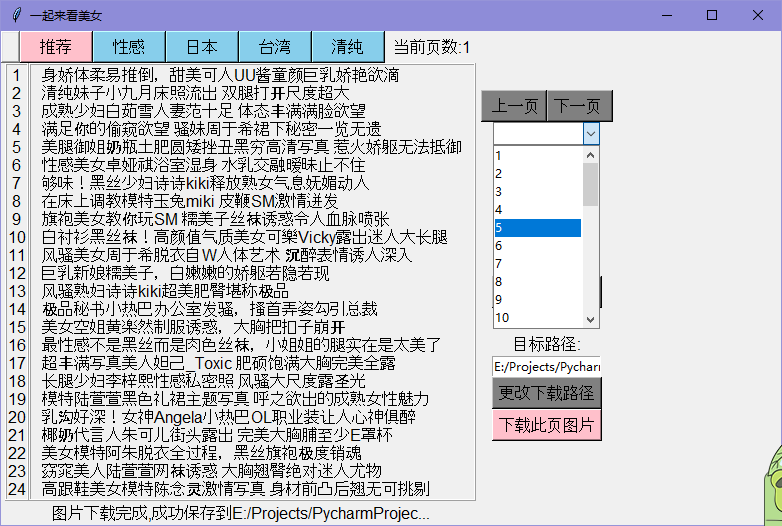 一起来看美女
推荐 性感 日本 台湾 清纯 当前页数:1
1 身娇体柔易推倒，甜美可人UU酱童颜巨乳娇艳欲滴
2 清纯妹子小九月床照流出 双腿打开尺度超大
3 成熟少妇白茹雪人妻范十足 体态丰满满脸欲望
4 满足你的偷窥欲望 骚妹周于希裙下秘密一览无遗
5 美腿御姐奶瓶土肥圆矮挫丑黑穷高清写真 惹火娇躯无法抵御
6 性感美女卓娅祺浴室湿身 水乳交融暧昧止不住
7 够味！黑丝少妇诗诗kiki释放熟女气息妩媚动人
8 在床上调教模特玉兔miki 皮鞭SM激情迸发
9 旗袍美女教你玩SM 糯美子丝袜诱惑令人血脉喷张
10 白衬衫黑丝袜！高颜值气质美女可樂Vicky露出迷人大长腿
11 风骚美女周于希脱衣自W人体艺术 沉醉表情诱人深入
12 巨乳新娘糯美子，白嫩嫩的娇躯若隐若现
13 风骚熟妇诗诗kiki超美肥臀堪称极品
14 极品秘书小热巴办公室发骚，搔首弄姿勾引总裁
15 美女空姐黄楽然制服诱惑，大胸把扣子崩开
16 最性感不是黑丝而是肉色丝袜，小姐姐的腿实在是太美了
17 超丰满写真美人妲己_Toxic 肥硕饱满大胸完美全露
18 长腿少妇李梓熙性感私密照 风骚大尺度露圣光
19 模特陆萱萱黑色礼裙主题写真 呼之欲出的成熟女性魅力
20 乳沟好深！女神Angela小热巴OL职业装让人心神俱醉
21 椰奶代言人朱可儿街头露出 完美大胸脯至少E罩杯
22 美女模特阿朱脱衣全过程，黑丝旗袍极度销魂
23 窈窕美人陆萱萱网袜诱惑 大胸翘臀绝对迷人尤物
24 高跟鞋美女模特陈念灵激情写真 身材前凸后翘无可挑剔
上一页 下一页
1
2
3
4
5
6
7
8
9
10
目标路径:
E:/Projects/Pycharm
更改下载路径
下载此页图片
图片下载完成,成功保存到E:/Projects/PycharmProjec...